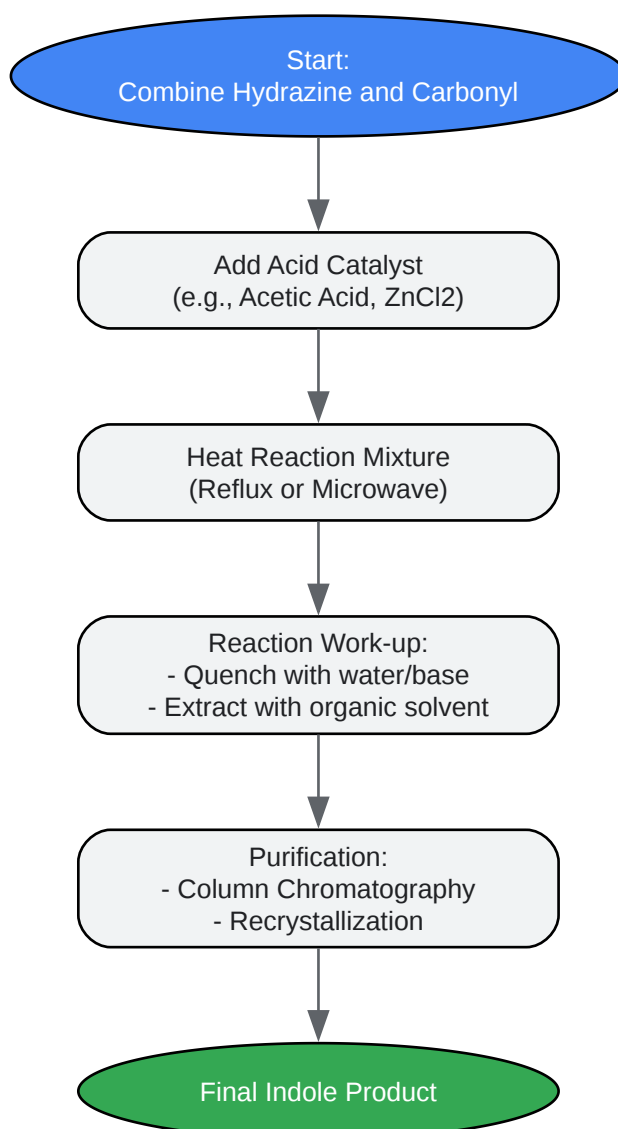 Start:
Combine Hydrazine and Carbonyl
Add Acid Catalyst
(e.g., Acetic Acid, ZnCl2)
Heat Reaction Mixture
(Reflux or Microwave)
Reaction Work-up:
- Quench with water/base
- Extract with organic solvent
Purification:
- Column Chromatography
- Recrystallization
Final Indole Product